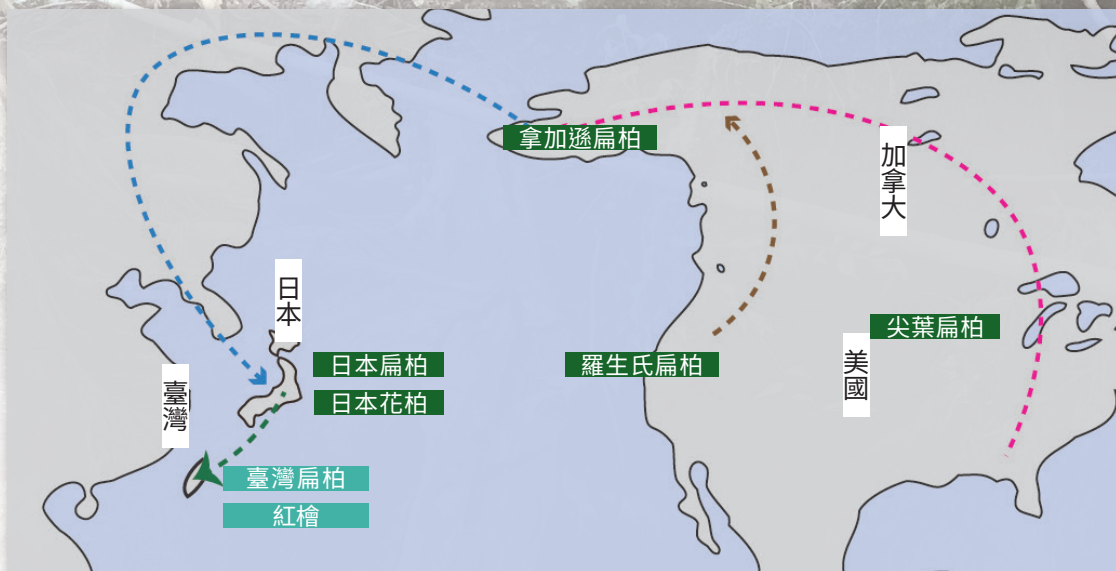 拿加遜扁柏
加拿大
日本
尖葉扁柏
日本扁柏
羅生氏扁柏
美國
臺灣
日本花柏
臺灣扁柏
紅檜